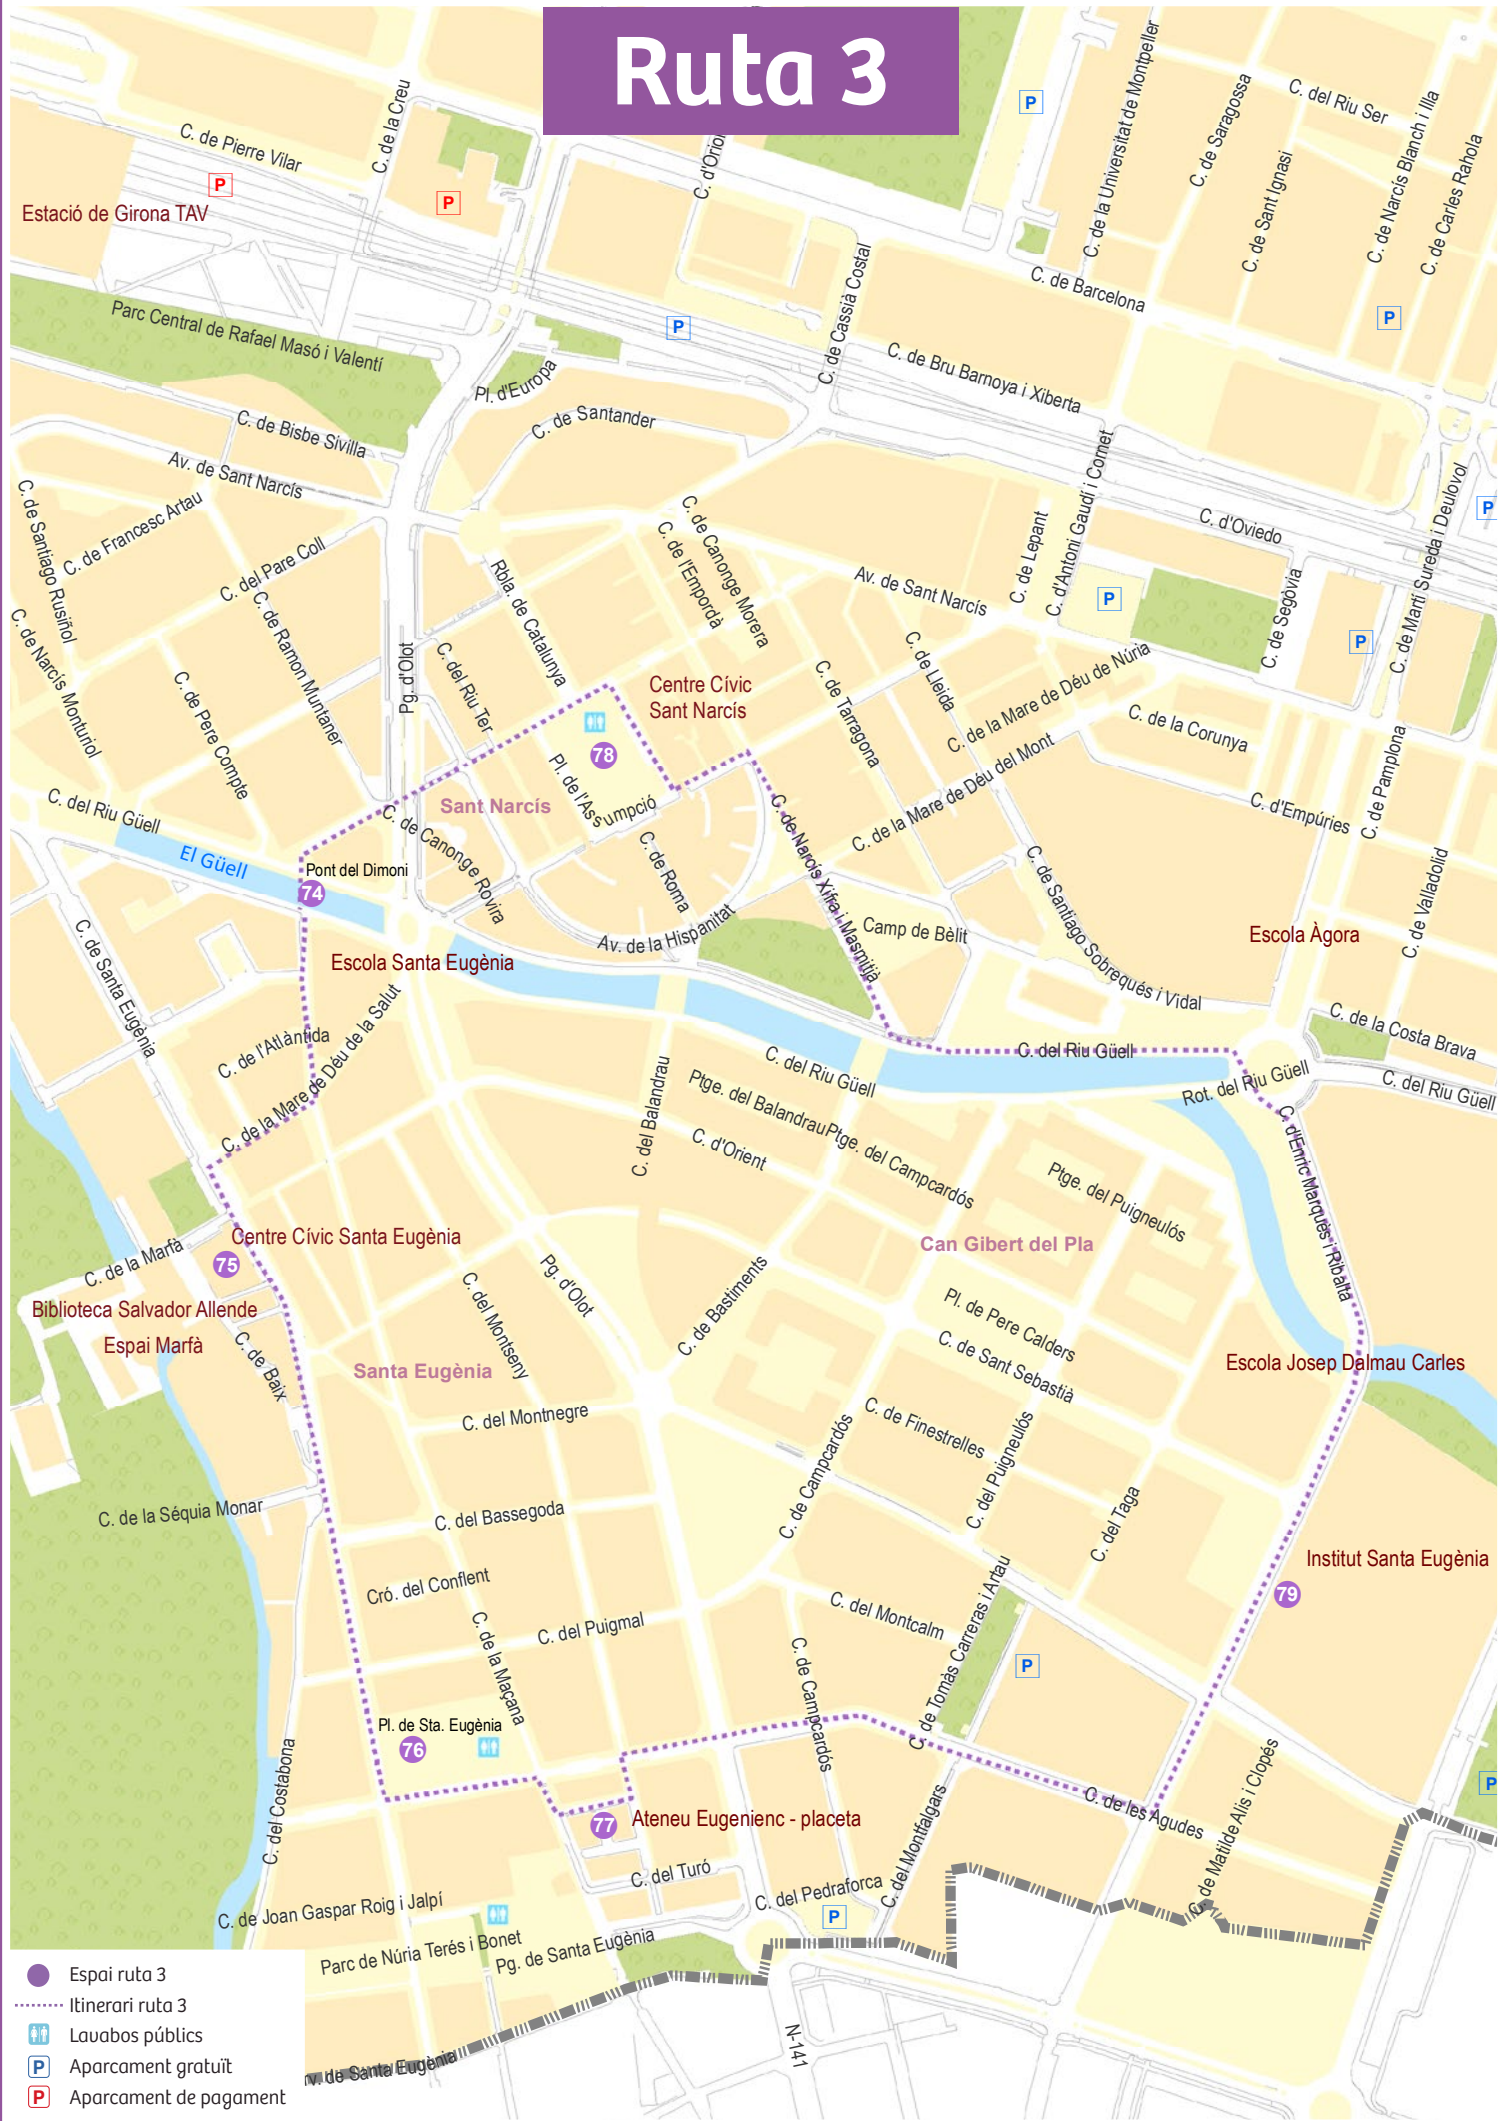 Ruta 3
C. de Pierre Vilar
C. de la Creu
C. d'Oriol
P
P
P
Estació de Girona TAV
C. de la Universitat de Montpeller
C. de Saragossa
C. del Riu Ser
C. de Sant Ignasi
C. de Narcís Blanch i Illa
C. de Carles Rahola
C. de Barcelona
Parc Central de Rafael Masó i Valentí
Pl. d'Europa
P
C. de Cassià Costal
P
C. de Bru Barnoya i Xiberta
C. de Santander
C. de Bisbe Sivilla
Av. de Sant Narcís
C. de Santiago Rusiñol
C. de Francesc Artau
C. del Pare Coll
C. de Narcís Monturiol
C. de Ramon Muntaner
C. de Pere Compte
Pg. d'Olot
C. del Riu Ter
Rbla. de Catalunya
C. de l'Empordà
C. de Canonge Morera
Av. de Sant Narcís
C. de Lepant
C. d'Antoni Gaudí i Cornet
C. d'Oviedo
P
P
C. de Segòvia
P
C. de Martí Sureda i Deulovol
Centre Cívic
Sant Narcís
78
Pl. de l'Assumpció
C. de Tarragona
C. de Lleida
C. de la Mare de Déu de Núria
C. de la Mare de Déu del Mont
C. de la Corunya
C. d'Empúries
C. de Pamplona
C. de Valladolid
Sant Narcís
C. del Riu Güell
El Güell
Pont del Dimoni
74
C. de Canonge Rovira
C. de Roma
Av. de la Hispanitat
C. de Narcís Xifra i Masmitjà
Camp de Bèlit
C. de Santiago Sobrequés i Vidal
Escola Àgora
Escola Santa Eugènia
C. de Santa Eugènia
C. de l'Atlàntida
C. de la Mare de Déu de la Salut
C. del Balandrau
C. del Riu Güell
C. del Riu Güell
C. de la Costa Brava
C. del Riu Güell
Rot. del Riu Güell
Ptge. del Balandrau
Ptge. del Campcardós
C. d'Orient
Ptge. del Puigneulós
C. d'Enric Marquès i Ribalta
Centre Cívic Santa Eugènia
C. de la Marfà
75
Can Gibert del Pla
Biblioteca Salvador Allende
Espai Marfà
C. de Baix
C. del Montseny
Pg. d'Olot
C. de Bastiments
Pl. de Pere Calders
C. de Sant Sebastià
Santa Eugènia
Escola Josep Dalmau Carles
C. del Montnegre
C. de Finestrelles
C. de Campcardós
C. del Puigneulós
C. de la Séquia Monar
C. del Bassegoda
C. del Taga
Institut Santa Eugènia
79
Cró. del Conflent
C. de la Maçana
C. del Puigmal
C. del Montcalm
C. de Tomàs Carreras i Artau
P
C. de Campcardós
Pl. de Sta. Eugènia
76
C. del Costabona
C. de les Agudes
C. de Matilde Alis i Clopés
P
77
Ateneu Eugenienc - placeta
C. del Montfalgars
C. del Turó
C. del Pedraforca
P
C. de Joan Gaspar Roig i Jalpí
Parc de Núria Terés i Bonet
Pg. de Santa Eugènia
N-141
v. de Santa Eugènia
Espai ruta 3
Itinerari ruta 3
Lavabos públics
P Aparcament gratuït
P Aparcament de pagament